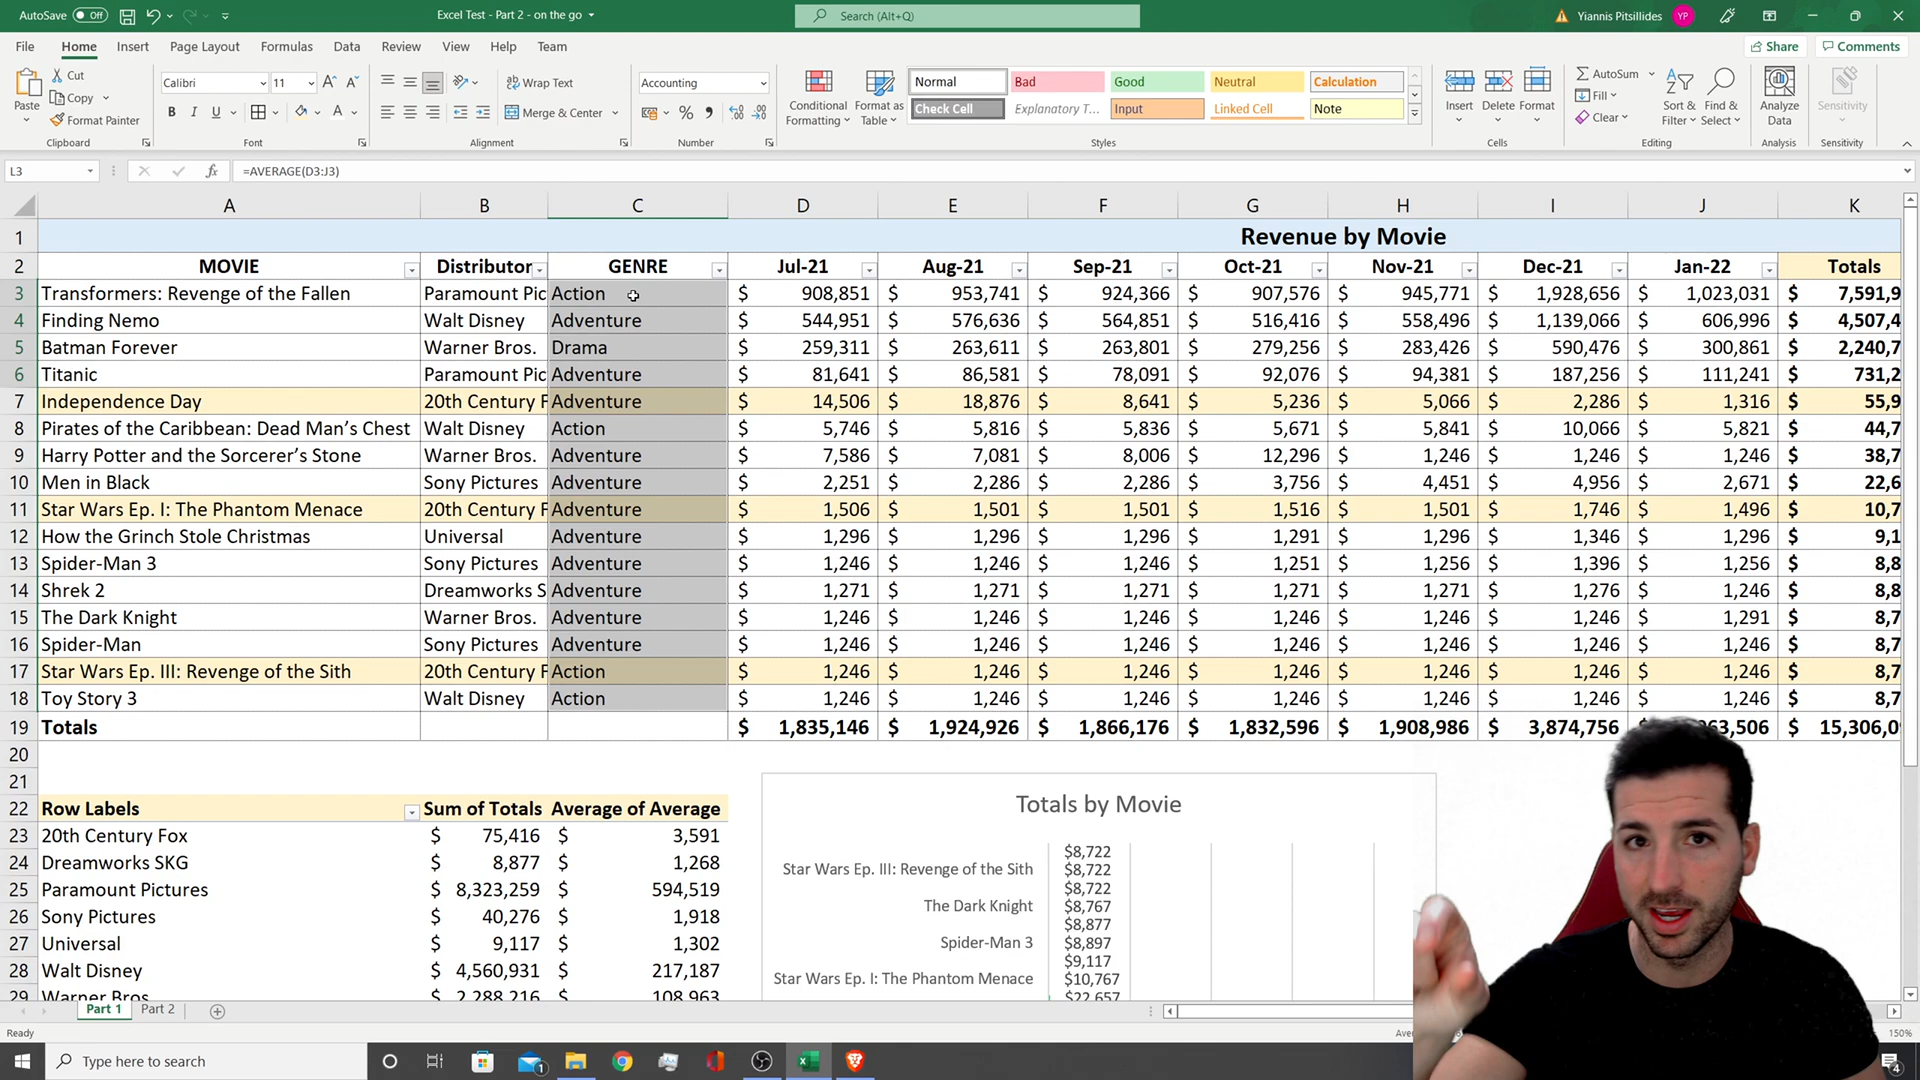 AutoSave Off Excel Test - Part 2 - on the go Search (Alt+Q) Yiannis Pitsillides YP
File Home Insert Page Layout Formulas Data Review View Help Team Share Comments
Paste Cut Copy Format Painter Clipboard
Calibri 11 B I U A Font
Wrap Text Merge & Center Alignment
Accounting % Number
Conditional Formatting Format as Table
Normal Bad Good Neutral Calculation
Check Cell Explanatory T... Input Linked Cell Note
Styles
Insert Delete Format Cells
AutoSum Fill Clear Sort & Filter Find & Select Editing
Analyze Data Analysis Sensitivity Sensitivity
L3 fx =AVERAGE(D3:J3)
A B C D E F G H I J K
1 Revenue by Movie
2 MOVIE Distributor GENRE Jul-21 Aug-21 Sep-21 Oct-21 Nov-21 Dec-21 Jan-22 Totals
3 Transformers: Revenge of the Fallen Paramount Pic Action $ 908,851 $ 953,741 $ 924,366 $ 907,576 $ 945,771 $ 1,928,656 $ 1,023,031 $ 7,591,9
4 Finding Nemo Walt Disney Adventure $ 544,951 $ 576,636 $ 564,851 $ 516,416 $ 558,496 $ 1,139,066 $ 606,996 $ 4,507,4
5 Batman Forever Warner Bros. Drama $ 259,311 $ 263,611 $ 263,801 $ 279,256 $ 283,426 $ 590,476 $ 300,861 $ 2,240,7
6 Titanic Paramount Pic Adventure $ 81,641 $ 86,581 $ 78,091 $ 92,076 $ 94,381 $ 187,256 $ 111,241 $ 731,2
7 Independence Day 20th Century F Adventure $ 14,506 $ 18,876 $ 8,641 $ 5,236 $ 5,066 $ 2,286 $ 1,316 $ 55,9
8 Pirates of the Caribbean: Dead Man's Chest Walt Disney Action $ 5,746 $ 5,816 $ 5,836 $ 5,671 $ 5,841 $ 10,066 $ 5,821 $ 44,7
9 Harry Potter and the Sorcerer's Stone Warner Bros. Adventure $ 7,586 $ 7,081 $ 8,006 $ 12,296 $ 1,246 $ 1,246 $ 1,246 $ 38,7
10 Men in Black Sony Pictures Adventure $ 2,251 $ 2,286 $ 2,286 $ 3,756 $ 4,451 $ 4,956 $ 2,671 $ 22,6
11 Star Wars Ep. I: The Phantom Menace 20th Century F Adventure $ 1,506 $ 1,501 $ 1,501 $ 1,516 $ 1,501 $ 1,746 $ 1,496 $ 10,7
12 How the Grinch Stole Christmas Universal Adventure $ 1,296 $ 1,296 $ 1,296 $ 1,291 $ 1,296 $ 1,346 $ 1,296 $ 9,1
13 Spider-Man 3 Sony Pictures Adventure $ 1,246 $ 1,246 $ 1,246 $ 1,251 $ 1,256 $ 1,396 $ 1,256 $ 8,8
14 Shrek 2 Dreamworks S Adventure $ 1,271 $ 1,271 $ 1,271 $ 1,271 $ 1,271 $ 1,276 $ 1,246 $ 8,8
15 The Dark Knight Warner Bros. Adventure $ 1,246 $ 1,246 $ 1,246 $ 1,246 $ 1,246 $ 1,246 $ 1,291 $ 8,7
16 Spider-Man Sony Pictures Adventure $ 1,246 $ 1,246 $ 1,246 $ 1,246 $ 1,246 $ 1,246 $ 1,246 $ 8,7
17 Star Wars Ep. III: Revenge of the Sith 20th Century F Action $ 1,246 $ 1,246 $ 1,246 $ 1,246 $ 1,246 $ 1,246 $ 1,246 $ 8,7
18 Toy Story 3 Walt Disney Action $ 1,246 $ 1,246 $ 1,246 $ 1,246 $ 1,246 $ 1,246 $ 1,246 $ 8,7
19 Totals $ 1,835,146 $ 1,924,926 $ 1,866,176 $ 1,832,596 $ 1,908,986 $ 3,874,756 63,506 $ 15,306,0
20
21
22 Row Labels Sum of Totals Average of Average
23 20th Century Fox $ 75,416 $ 3,591
24 Dreamworks SKG $ 8,877 $ 1,268
25 Paramount Pictures $ 8,323,259 $ 594,519
26 Sony Pictures $ 40,276 $ 1,918
27 Universal $ 9,117 $ 1,302
28 Walt Disney $ 4,560,931 $ 217,187
29 Warner Bros. $ 2,288,216 $ 108,963
Totals by Movie
$8,722
Star Wars Ep. III: Revenge of the Sith $8,722
$8,722
The Dark Knight $8,767
$8,877
Spider-Man 3 $8,897
$9,117
Star Wars Ep. I: The Phantom Menace $10,767
$22,657
Part 1 Part 2
Ready 150%
Type here to search 1 4